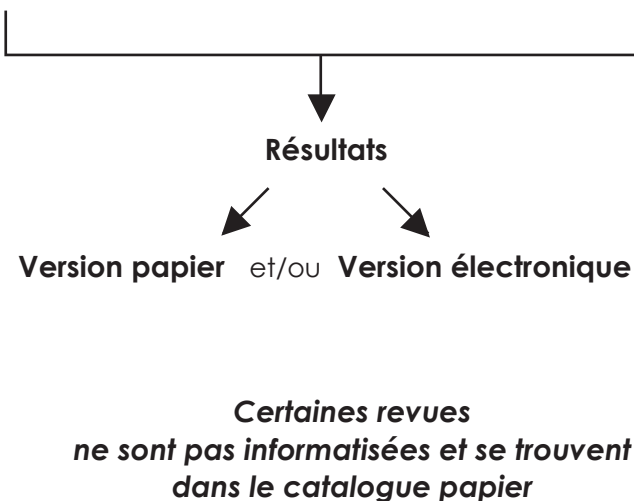 Résultats
Version papier et/ou Version électronique
Certaines revues
ne sont pas informatisées et se trouvent
dans le catalogue papier